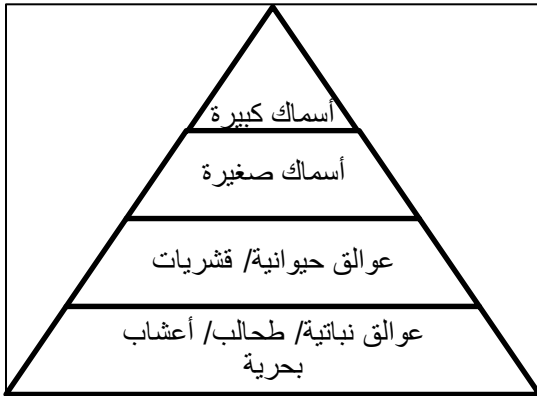 أسماك كبيرة
أسماك صغيرة
عوالق حيوانية/ قشريات
عوالق نباتية/ طحالب/ أعشاب
بحرية